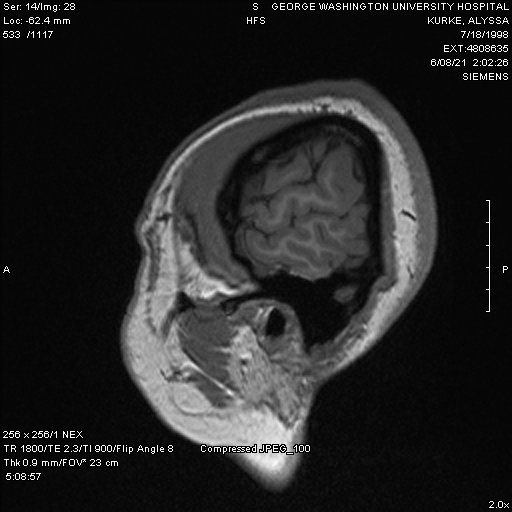 Ser: 14/Img: 28
Loc: -62.4 mm
533 /1117
S
HFS
GEORGE WASHINGTON UNIVERSITY HOSPITAL
KURKE, ALYSSA
7/18/1998
EXT:4808635
6/08/21 2:02:26
SIEMENS
A
P
256 x 256/1 NEX
TR 1800/TE 2.3/TI 900/Flip Angle 8
Thk 0.9 mm/FOV* 23 cm
5:08:57
Compressed JPEG_100
2.0x